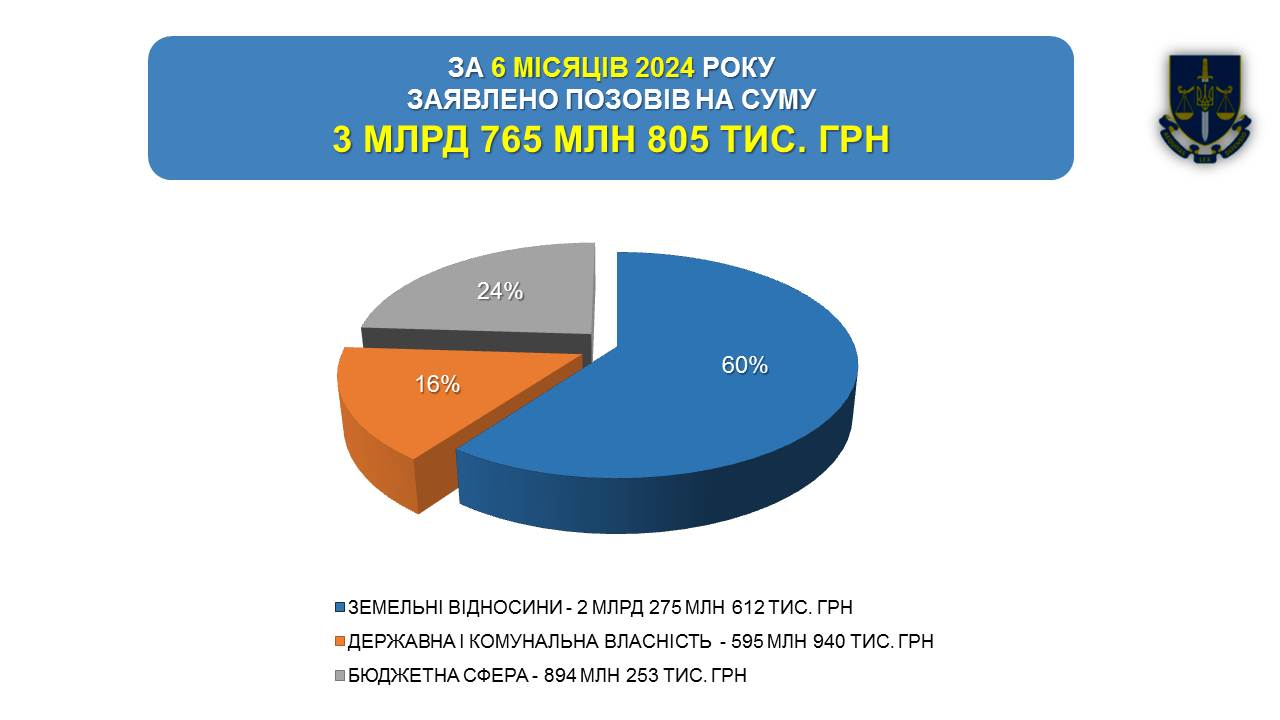 ЗА 6 МІСЯЦІВ 2024 РОКУ
ЗАЯВЛЕНО ПОЗОВІВ НА СУМУ
3 МЛРД 765 МЛН 805 ТИС. ГРН
24%
60%
16%
ЗЕМЕЛЬНІ ВІДНОСИНИ - 2 МЛРД 275 МЛН 612 ТИС. ГРН
ДЕРЖАВНА І КОМУНАЛЬНА ВЛАСНІСТЬ - 595 МЛН 940 ТИС. ГРН
БЮДЖЕТНА СФЕРА - 894 МЛН 253 ТИС. ГРН